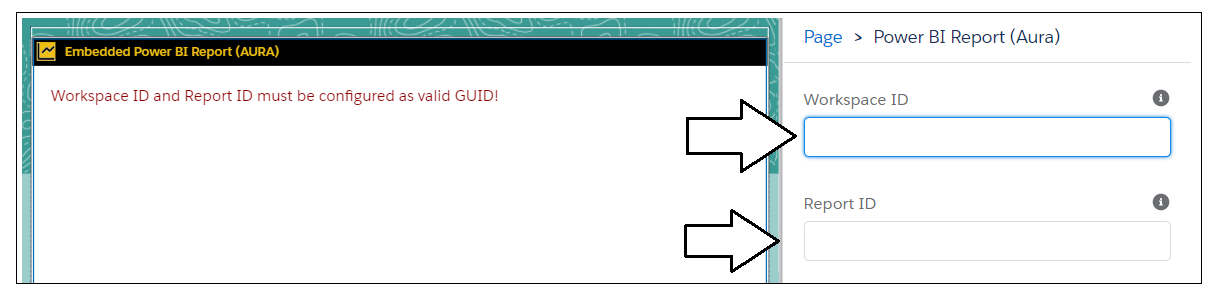 Embedded Power BI Report (AURA)
Workspace ID and Report ID must be configured as valid GUID!
Page > Power BI Report (Aura)
Workspace ID
Report ID